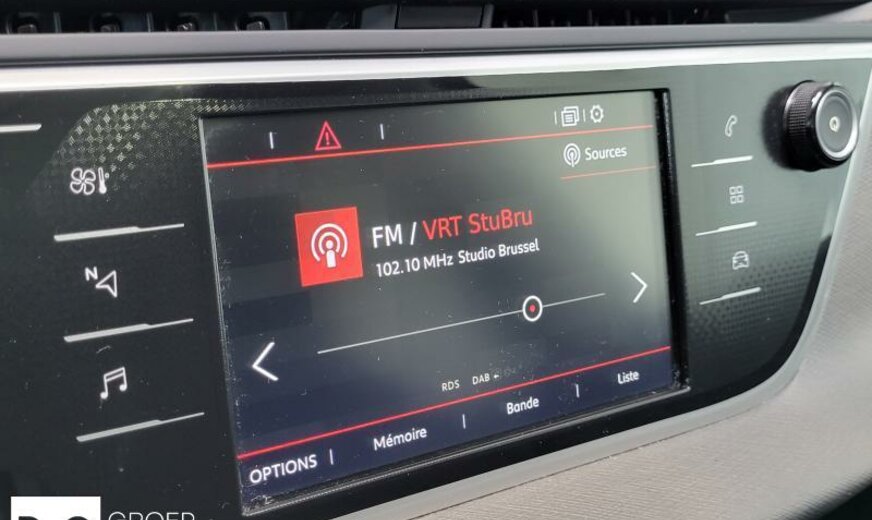 N
Sources
FM / VRT StuBru
102.10 MHz Studio Brussel
RDS DAB
OPTIONS | Mémoire | Bande | Liste
GROEP